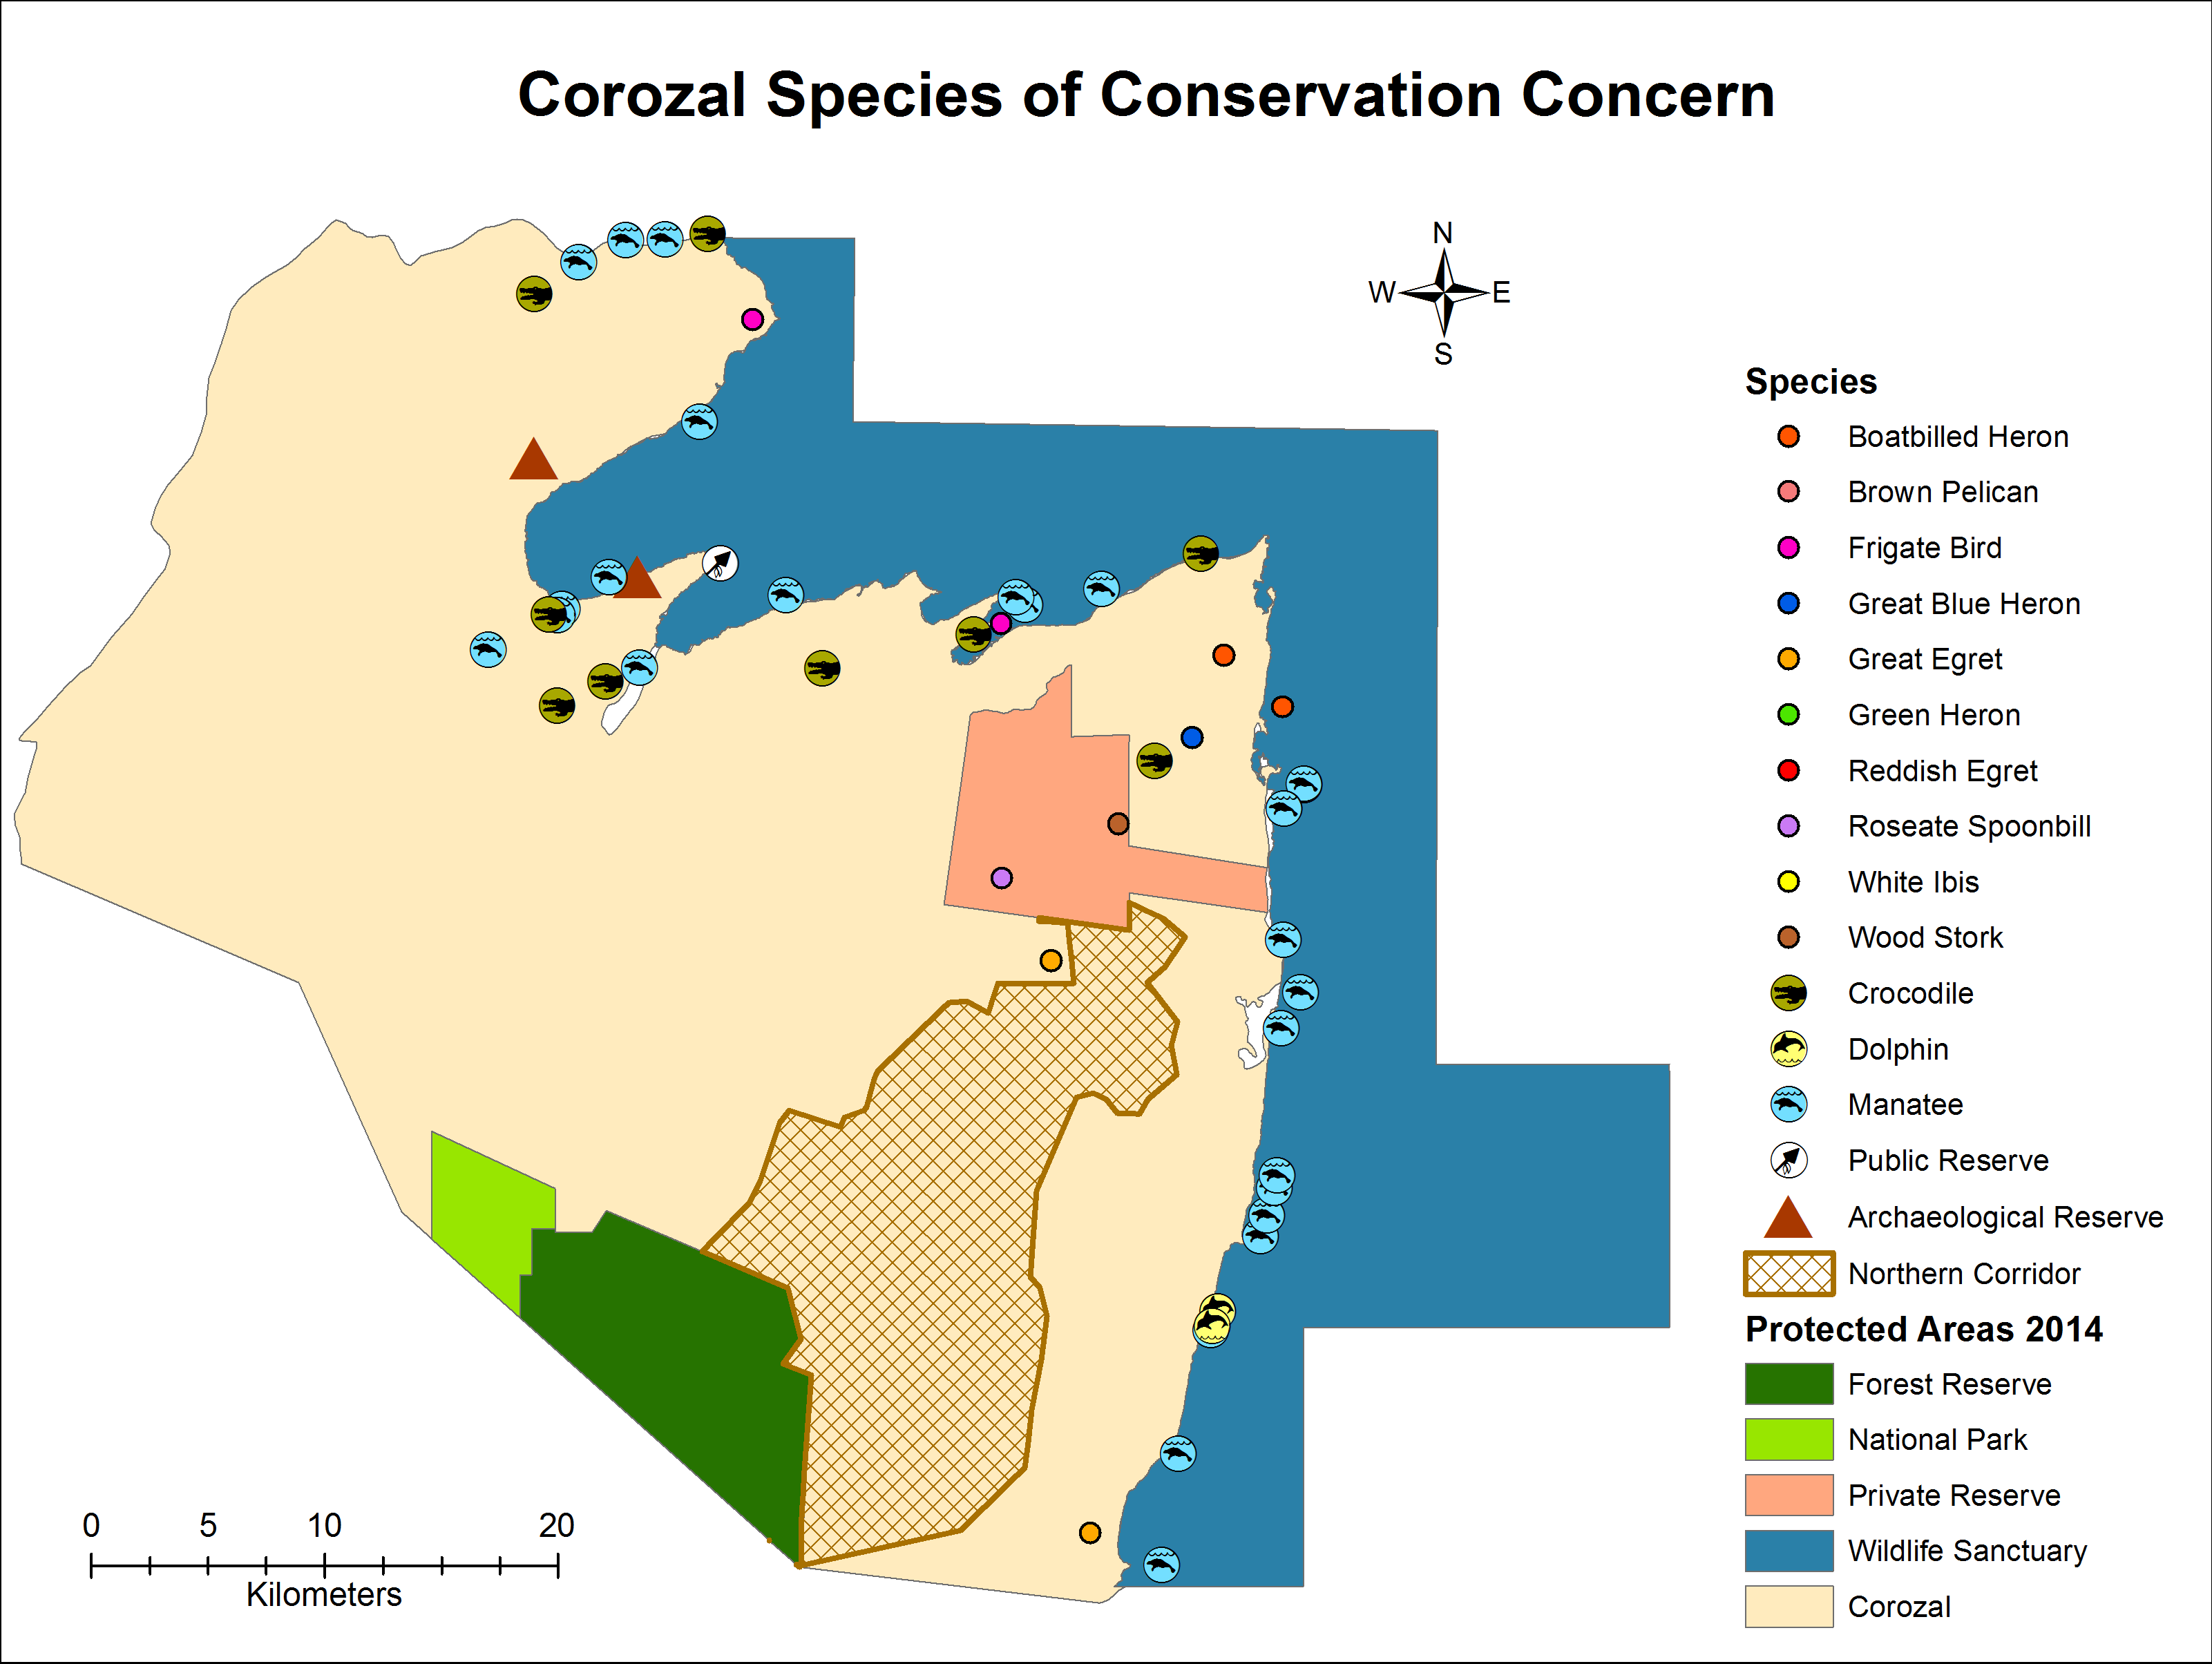 Corozal Species of Conservation Concern
N
W E
S
Species
Boatbilled Heron
Brown Pelican
Frigate Bird
Great Blue Heron
Great Egret
Green Heron
Reddish Egret
Roseate Spoonbill
White Ibis
Wood Stork
Crocodile
Dolphin
Manatee
Public Reserve
Archaeological Reserve
Northern Corridor
Protected Areas 2014
Forest Reserve
National Park
Private Reserve
Wildlife Sanctuary
Corozal
0 5 10 20
Kilometers